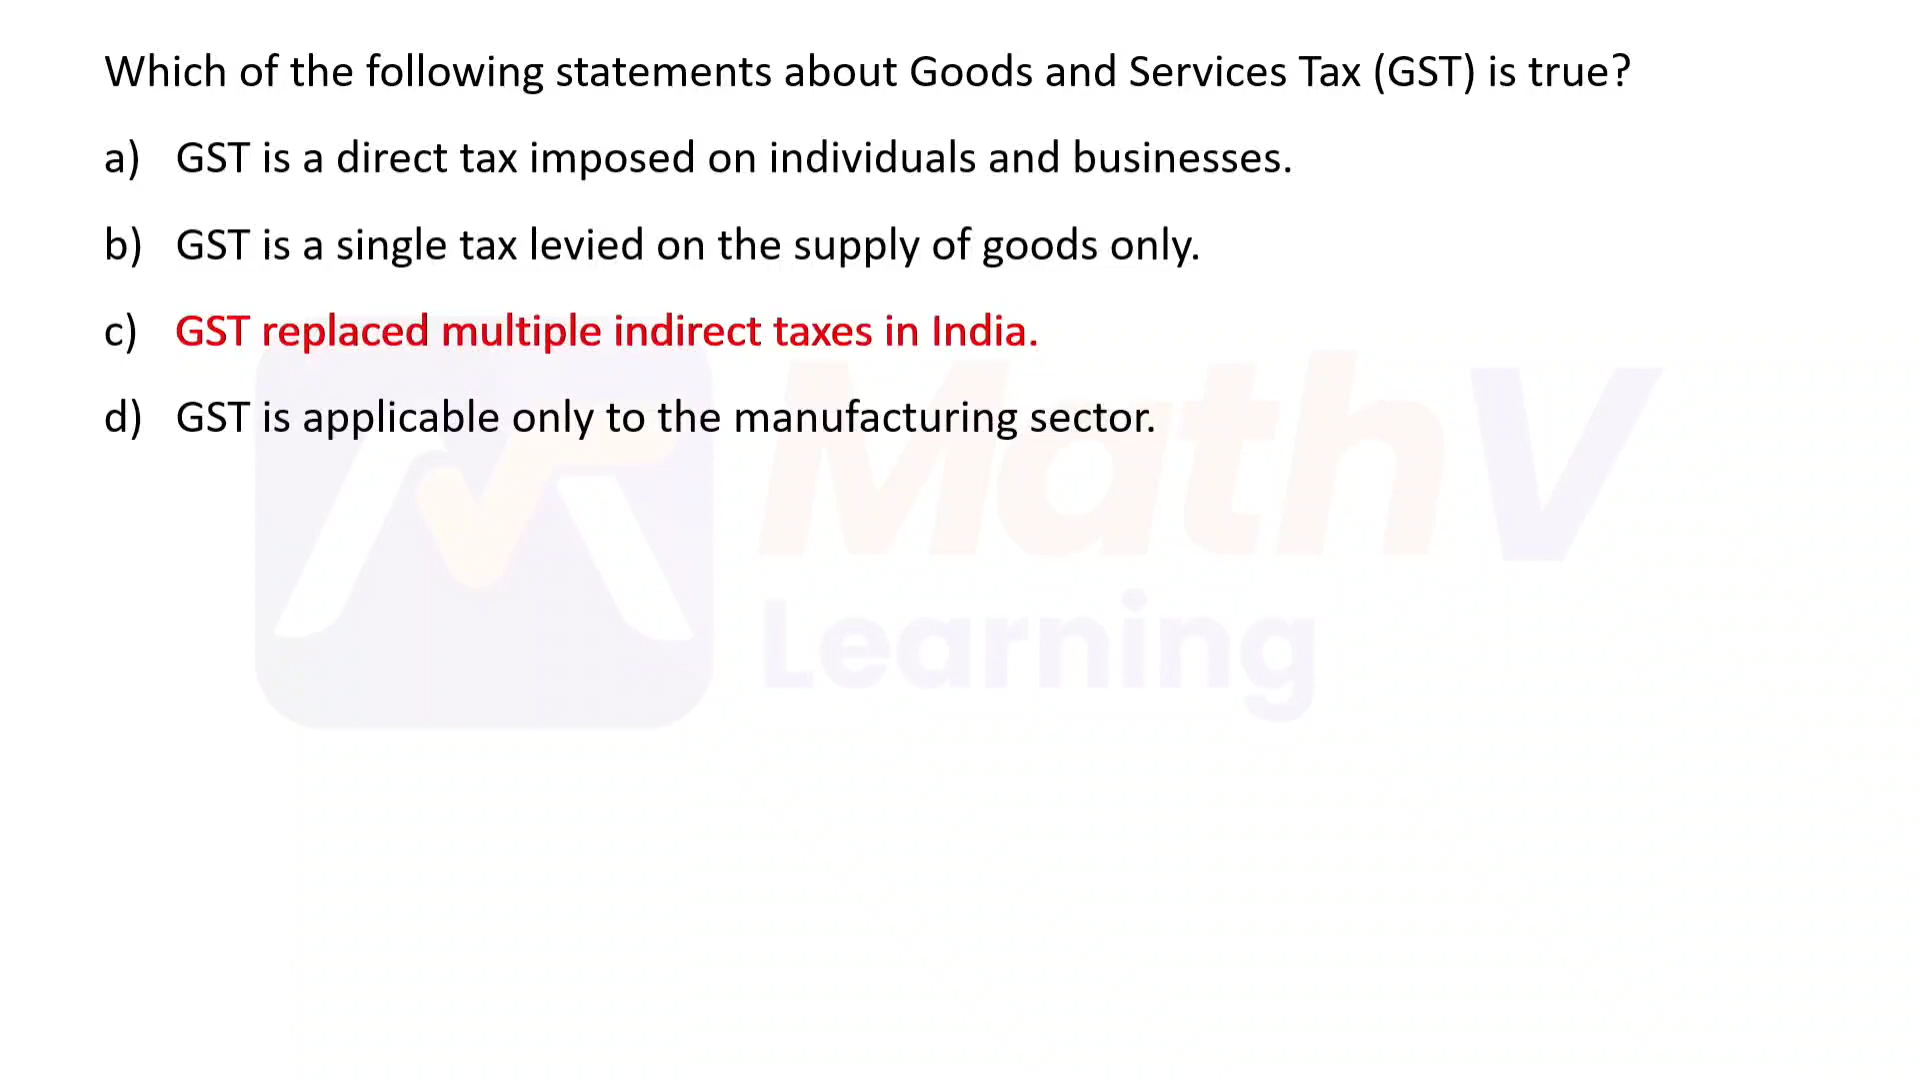 Which of the following statements about Goods and Services Tax (GST) is true?
a) GST is a direct tax imposed on individuals and businesses.
b) GST is a single tax levied on the supply of goods only.
c) GST replaced multiple indirect taxes in India.
d) GST is applicable only to the manufacturing sector.
MathV
Learning